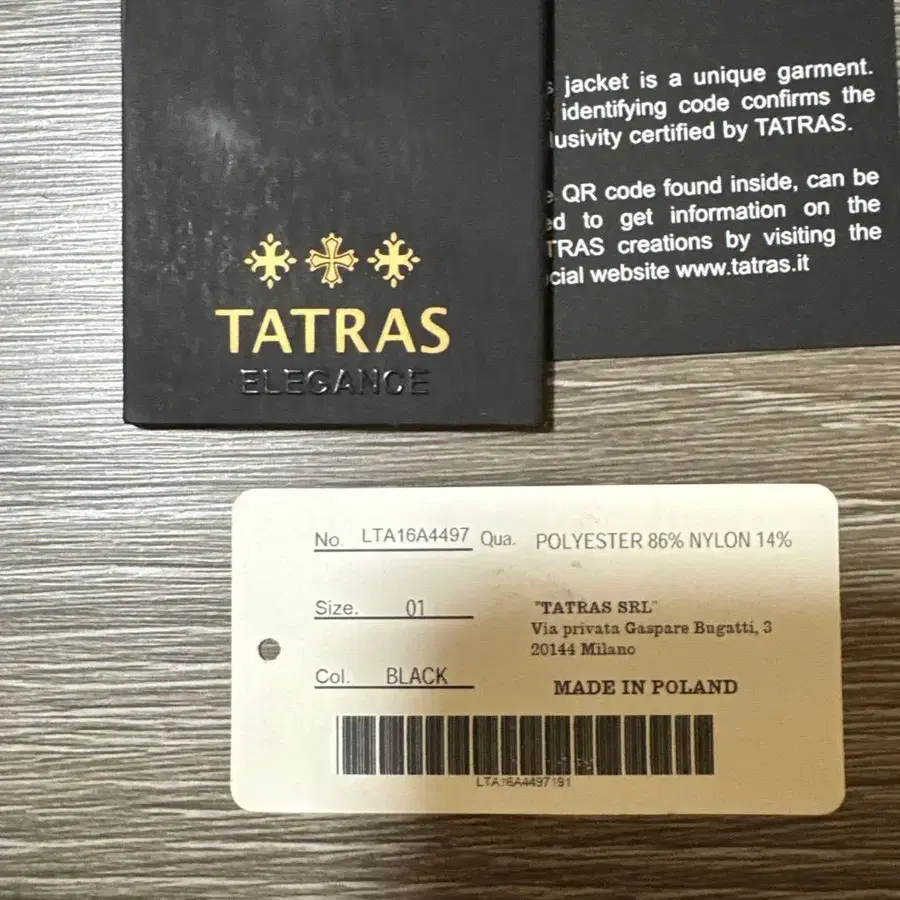 TATRAS
ELEGANCE
jacket is a unique garment.
identifying code confirms the
lusivity certified by TATRAS.
QR code found inside, can be
ed to get information on the
TRAS creations by visiting the
cial website www.tatras.it
No. LTA16A4497 Qua. POLYESTER 86% NYLON 14%
Size. 01
"TATRAS SRL"
Via privata Gaspare Bugatti, 3
20144 Milano
Col. BLACK
MADE IN POLAND
LTA16A4497191